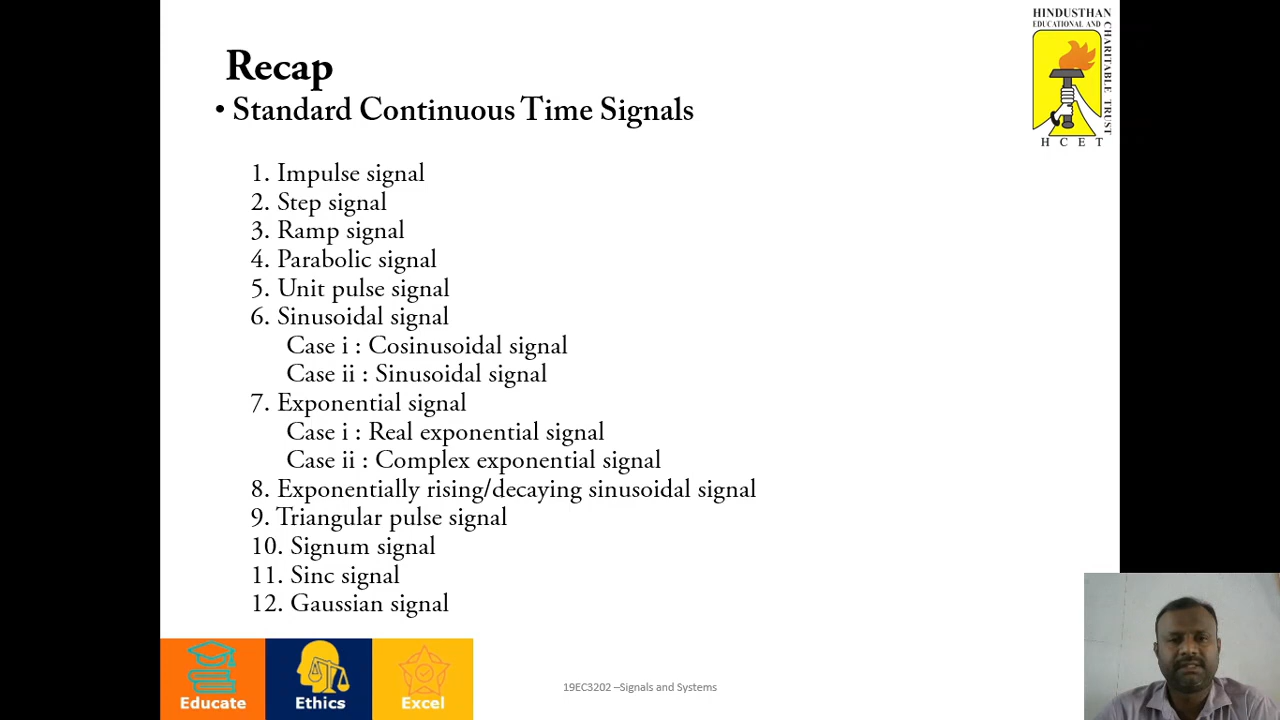 HINDUSTHAN
EDUCATIONAL AND
CHARITABLE TRUST
H C E T
Recap
• Standard Continuous Time Signals
1. Impulse signal
2. Step signal
3. Ramp signal
4. Parabolic signal
5. Unit pulse signal
6. Sinusoidal signal
Case i : Cosinusoidal signal
Case ii : Sinusoidal signal
7. Exponential signal
Case i : Real exponential signal
Case ii : Complex exponential signal
8. Exponentially rising/decaying sinusoidal signal
9. Triangular pulse signal
10. Signum signal
11. Sinc signal
12. Gaussian signal
Educate
Ethics
Excel
19EC3202 –Signals and Systems